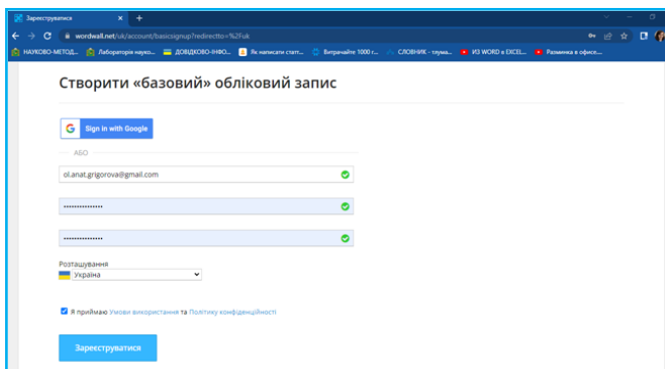 Зареєструватися
wordwall.net/uk/account/basicsignup?redirectto=%2Fuk
НАУКОВО-МЕТОД... Лабораторія науко... ДОВІДКОВО-ІНФО... Як написати статт... Витрачайте 1000 г... СЛОВНИК - тлума... ИЗ WORD в EXCEL... Разминка в офисе...
Створити «базовий» обліковий запис
Sign in with Google
АБО
ol.anat.grigorova@gmail.com
Розташування
Україна
Я приймаю Умови використання та Політику конфіденційності
Зареєструватися